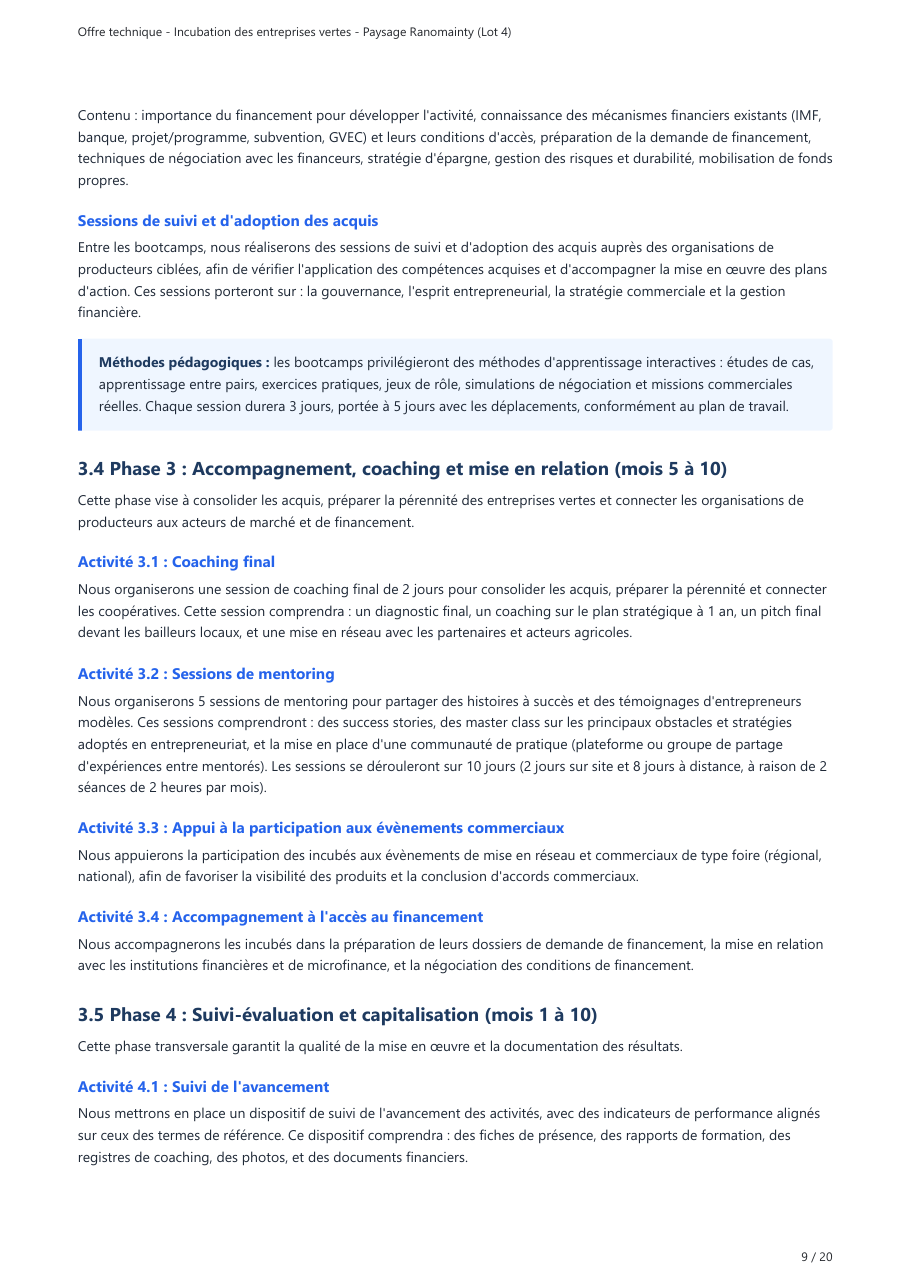 Offre technique - Incubation des entreprises vertes - Paysage Ranomainty (Lot 4)
Contenu : importance du financement pour développer l'activité, connaissance des mécanismes financiers existants (IMF,
banque, projet/programme, subvention, GVEC) et leurs conditions d'accès, préparation de la demande de financement,
techniques de négociation avec les financeurs, stratégie d'épargne, gestion des risques et durabilité, mobilisation de fonds
propres.
Sessions de suivi et d'adoption des acquis
Entre les bootcamps, nous réaliserons des sessions de suivi et d'adoption des acquis auprès des organisations de
producteurs ciblées, afin de vérifier l'application des compétences acquises et d'accompagner la mise en œuvre des plans
d'action. Ces sessions porteront sur : la gouvernance, l'esprit entrepreneurial, la stratégie commerciale et la gestion
financière.
Méthodes pédagogiques : les bootcamps privilégieront des méthodes d'apprentissage interactives : études de cas,
apprentissage entre pairs, exercices pratiques, jeux de rôle, simulations de négociation et missions commerciales
réelles. Chaque session durera 3 jours, portée à 5 jours avec les déplacements, conformément au plan de travail.
3.4 Phase 3 : Accompagnement, coaching et mise en relation (mois 5 à 10)
Cette phase vise à consolider les acquis, préparer la pérennité des entreprises vertes et connecter les organisations de
producteurs aux acteurs de marché et de financement.
Activité 3.1 : Coaching final
Nous organiserons une session de coaching final de 2 jours pour consolider les acquis, préparer la pérennité et connecter
les coopératives. Cette session comprendra : un diagnostic final, un coaching sur le plan stratégique à 1 an, un pitch final
devant les bailleurs locaux, et une mise en réseau avec les partenaires et acteurs agricoles.
Activité 3.2 : Sessions de mentoring
Nous organiserons 5 sessions de mentoring pour partager des histoires à succès et des témoignages d'entrepreneurs
modèles. Ces sessions comprendront : des success stories, des master class sur les principaux obstacles et stratégies
adoptés en entrepreneuriat, et la mise en place d'une communauté de pratique (plateforme ou groupe de partage
d'expériences entre mentorés). Les sessions se dérouleront sur 10 jours (2 jours sur site et 8 jours à distance, à raison de 2
séances de 2 heures par mois).
Activité 3.3 : Appui à la participation aux évènements commerciaux
Nous appuierons la participation des incubés aux évènements de mise en réseau et commerciaux de type foire (régional,
national), afin de favoriser la visibilité des produits et la conclusion d'accords commerciaux.
Activité 3.4 : Accompagnement à l'accès au financement
Nous accompagnerons les incubés dans la préparation de leurs dossiers de demande de financement, la mise en relation
avec les institutions financières et de microfinance, et la négociation des conditions de financement.
3.5 Phase 4 : Suivi-évaluation et capitalisation (mois 1 à 10)
Cette phase transversale garantit la qualité de la mise en œuvre et la documentation des résultats.
Activité 4.1 : Suivi de l'avancement
Nous mettrons en place un dispositif de suivi de l'avancement des activités, avec des indicateurs de performance alignés
sur ceux des termes de référence. Ce dispositif comprendra : des fiches de présence, des rapports de formation, des
registres de coaching, des photos, et des documents financiers.
9 / 20